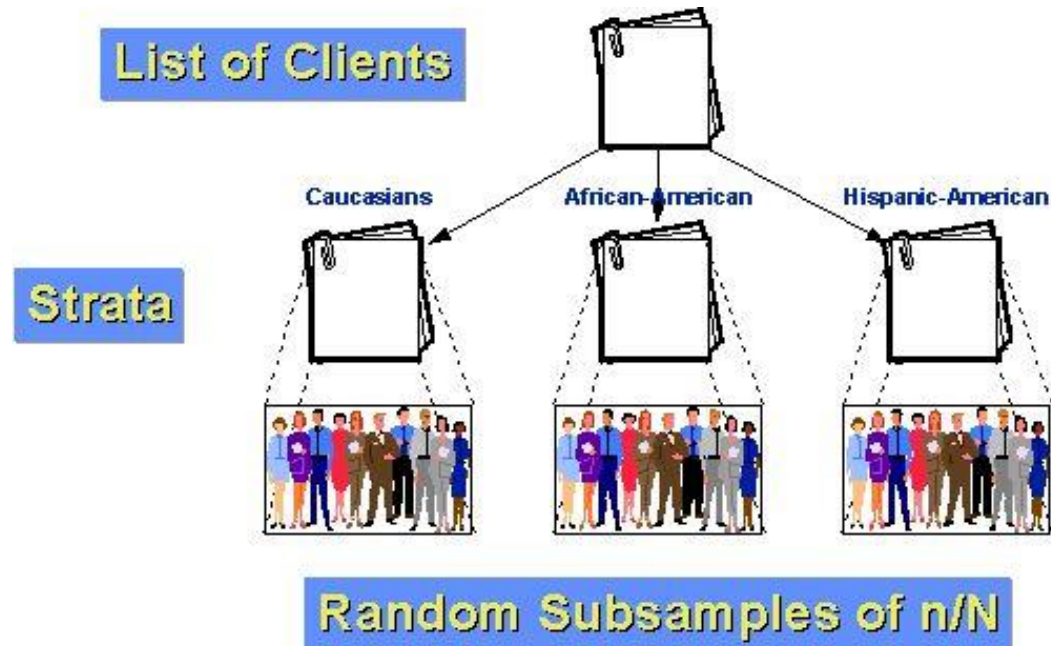 List of Clients
Caucasians
African-American
Hispanic-American
Strata
Random Subsamples of n/N